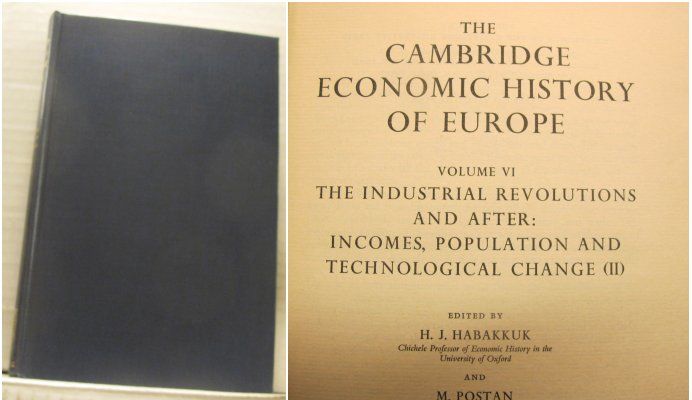 THE
CAMBRIDGE
ECONOMIC HISTORY
OF EUROPE
VOLUME VI
THE INDUSTRIAL REVOLUTIONS
AND AFTER:
INCOMES, POPULATION AND
TECHNOLOGICAL CHANGE (II)
EDITED BY
H. J. HABAKKUK
Chichele Professor of Economic History in the
University of Oxford
AND
M. POSTAN